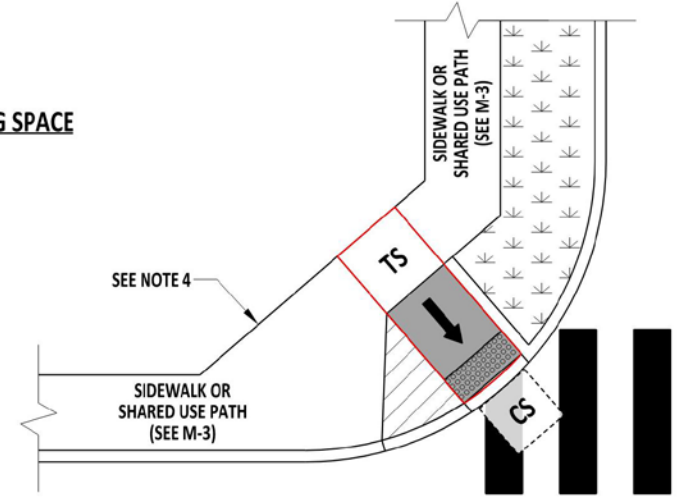 G SPACE
SIDEWALK OR
SHARED USE PATH
(SEE M-3)
TS
SEE NOTE 4
SIDEWALK OR
SHARED USE PATH
(SEE M-3)
CS